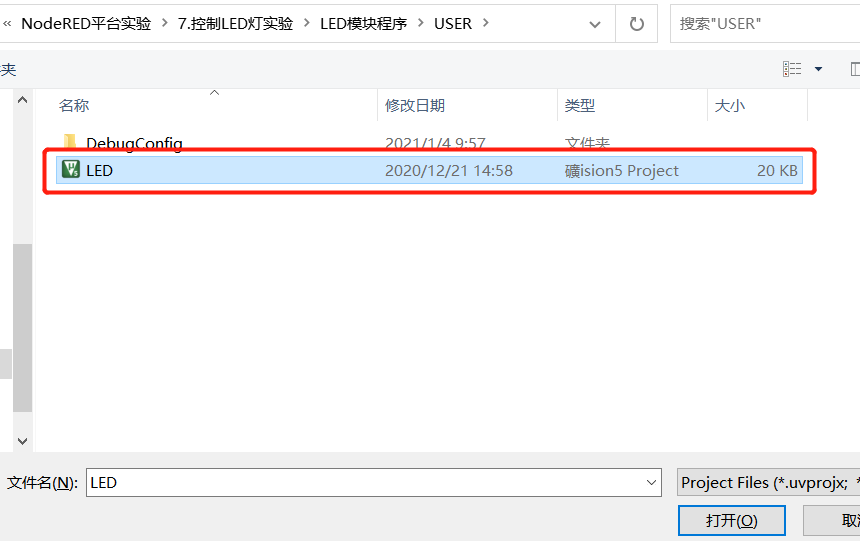 « NodeRED平台实验 > 7.控制LED灯实验 > LED模块程序 > USER >
搜索"USER"
夹
名称 修改日期 类型 大小
DebugConfig 2021/1/4 9:57 文件夹
LED 2020/12/21 14:58 礦ision5 Project 20 KB
文件名(N): LED Project Files (*.uvprojx; *
打开(O) 取